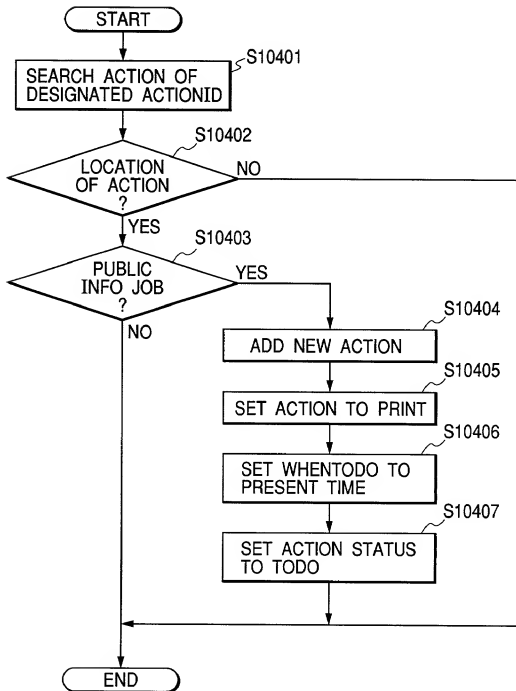 START
S10401
SEARCH ACTION OF
DESIGNATED ACTIONID
S10402
LOCATION
OF ACTION
?
NO
YES
S10403
PUBLIC
INFO JOB
?
YES
NO
S10404
ADD NEW ACTION
S10405
SET ACTION TO PRINT
S10406
SET WHENTODO TO
PRESENT TIME
S10407
SET ACTION STATUS
TO TODO
END